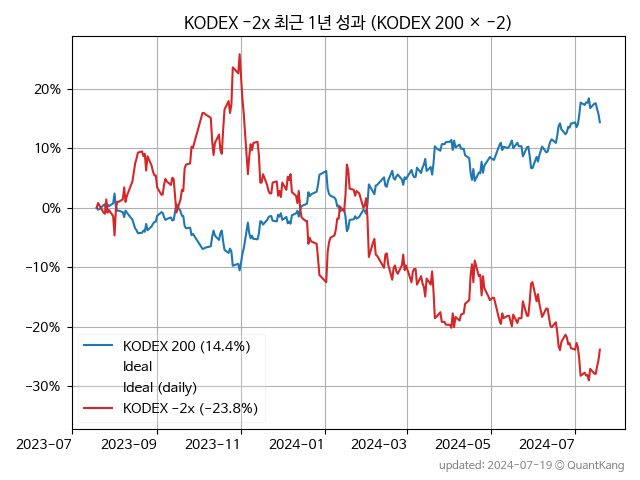 KODEX −2x 최근 1년 성과 (KODEX 200 × −2)
20%
10%
0%
−10%
−20%
−30%
KODEX 200 (14.4%)
Ideal
Ideal (daily)
KODEX −2x (−23.8%)
2023-07 2023-09 2023-11 2024-01 2024-03 2024-05 2024-07
updated: 2024-07-19 © QuantKang